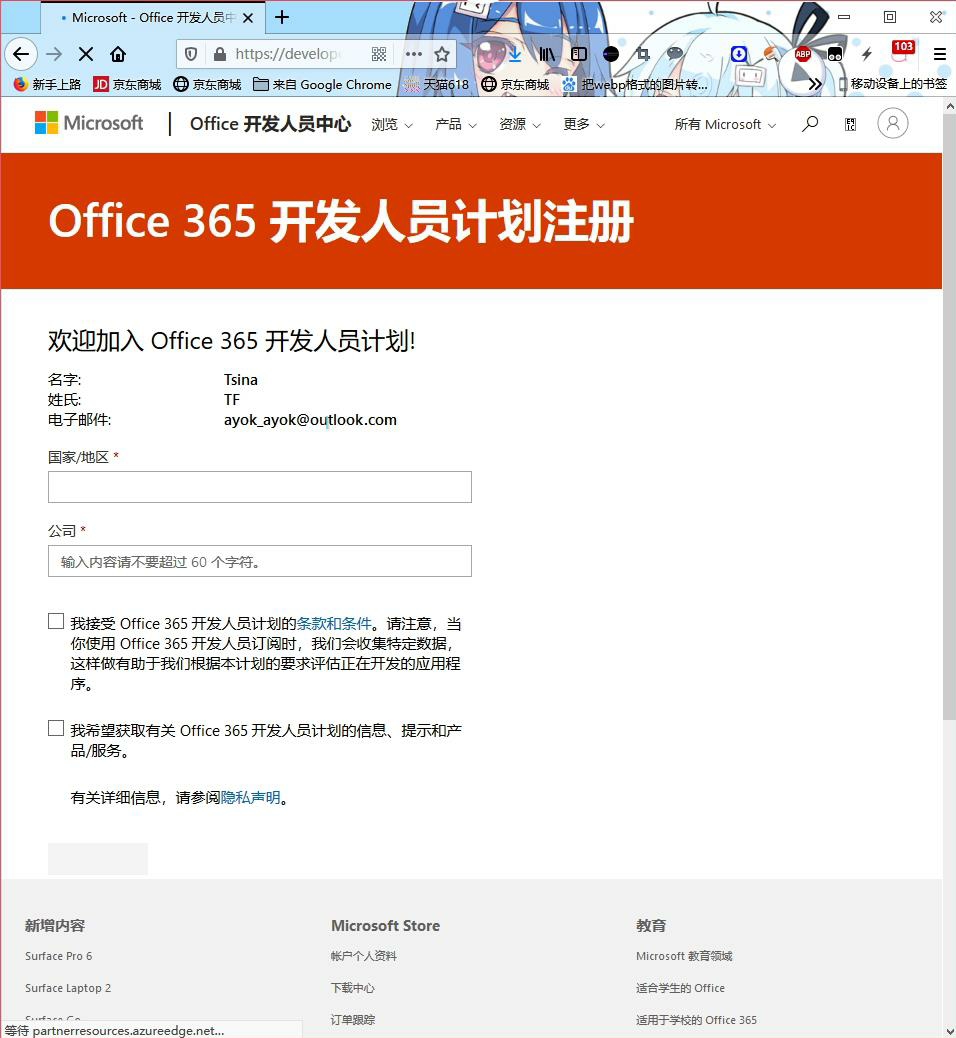 Microsoft - Office 开发人员中
https://develop
103
ABP
新手上路 JD 京东商城 京东商城 来自 Google Chrome 天猫618 京东商城 把webp格式的图片转... 移动设备上的书签
Microsoft | Office 开发人员中心 浏览 产品 资源 更多 所有 Microsoft
Office 365 开发人员计划注册
欢迎加入 Office 365 开发人员计划!
名字: Tsina
姓氏: TF
电子邮件: ayok_ayok@outlook.com
国家/地区 *
公司 *
输入内容请不要超过 60 个字符。
我接受 Office 365 开发人员计划的条款和条件。请注意，当
你使用 Office 365 开发人员订阅时，我们会收集特定数据，
这样做有助于我们根据本计划的要求评估正在开发的应用程
序。
我希望获取有关 Office 365 开发人员计划的信息、提示和产
品/服务。
有关详细信息，请参阅隐私声明。
新增内容 Microsoft Store 教育
Surface Pro 6 帐户个人资料 Microsoft 教育领域
Surface Laptop 2 下载中心 适合学生的 Office
Surface Go 订单跟踪 适用于学校的 Office 365
等待 partnerresources.azureedge.net...